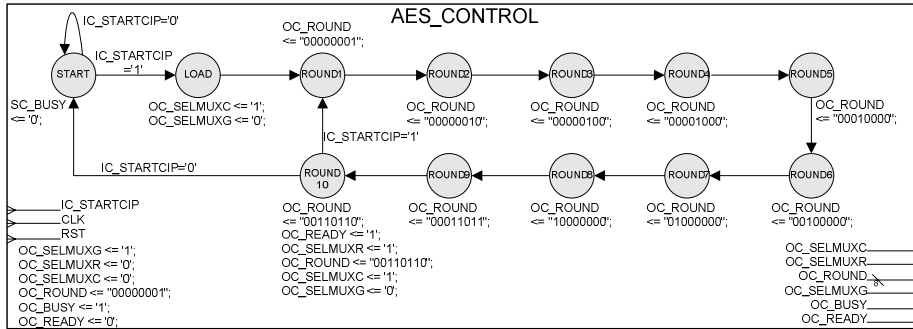 AES_CONTROL
IC_STARTCIP='0'
OC_ROUND
<= "00000001";
IC_STARTCIP
='1'
START
LOAD
ROUND1
ROUND2
ROUND3
ROUND4
ROUND5
SC_BUSY
<= '0';
OC_SELMUXC <= '1';
OC_SELMUXG <= '0';
OC_ROUND
<= "00000010";
OC_ROUND
<= "00000100";
OC_ROUND
<= "00001000";
OC_ROUND
<= "00010000";
IC_STARTCIP='1'
IC_STARTCIP='0'
ROUND
10
ROUND9
ROUND8
ROUND7
ROUND6
OC_ROUND
<= "00110110";
OC_READY <= '1';
OC_SELMUXR <= '1';
OC_ROUND <= "00110110";
OC_SELMUXC <= '1';
OC_SELMUXG <= '0';
OC_ROUND
<= "00011011";
OC_ROUND
<= "10000000";
OC_ROUND
<= "01000000";
OC_ROUND
<= "00100000";
IC_STARTCIP
CLK
RST
OC_SELMUXG <= '1';
OC_SELMUXR <= '0';
OC_SELMUXC <= '0';
OC_ROUND <= "00000001";
OC_BUSY <= '1';
OC_READY <= '0';
OC_SELMUXC
OC_SELMUXR
OC_ROUND
8
OC_SELMUXG
OC_BUSY
OC_READY